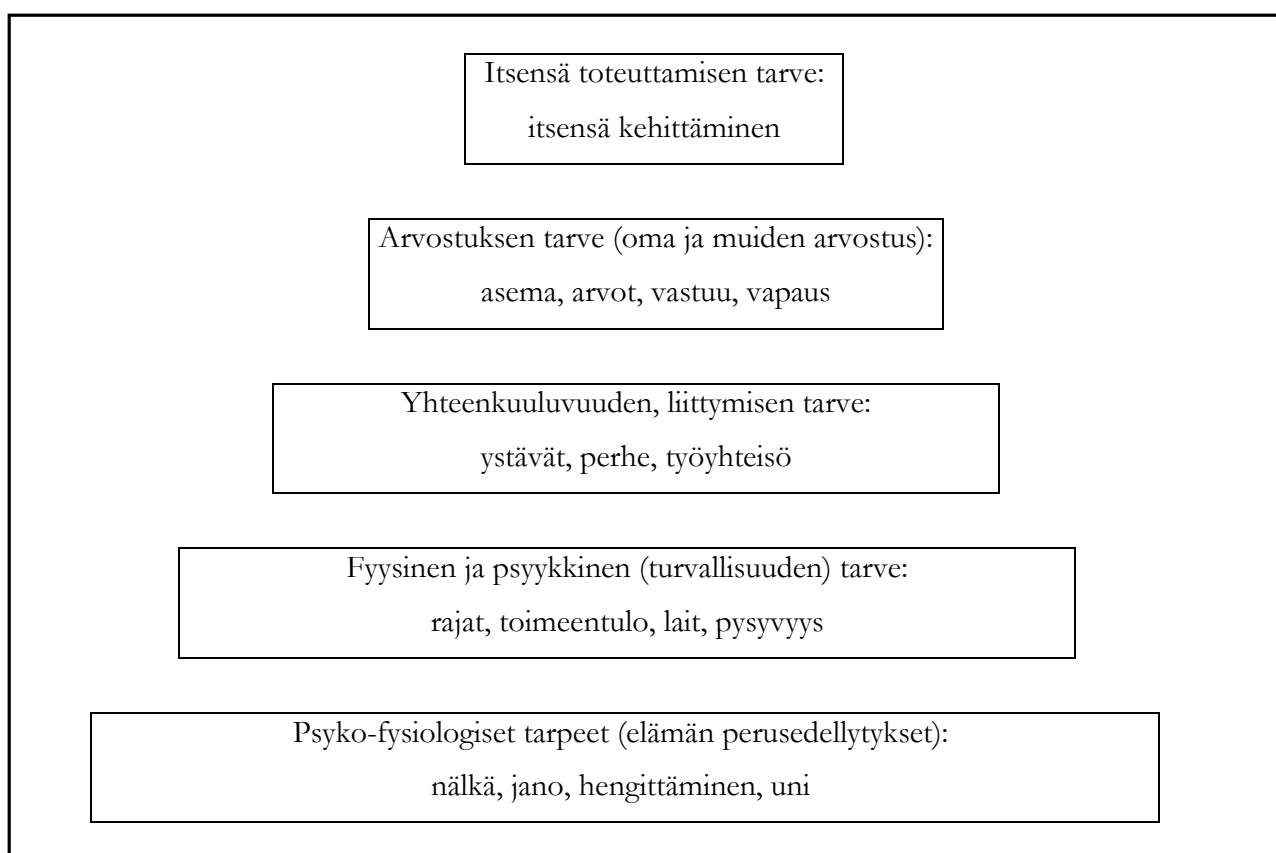 Itsensä toteuttamisen tarve:
itsensä kehittäminen
Arvostuksen tarve (oma ja muiden arvostus):
asema, arvot, vastuu, vapaus
Yhteenkuuluvuuden, liittymisen tarve:
ystävät, perhe, työyhteisö
Fyysinen ja psyykkinen (turvallisuuden) tarve:
rajat, toimeentulo, lait, pysyvyys
Psyko-fysiologiset tarpeet (elämän perusedellytykset):
nälkä, jano, hengittäminen, uni